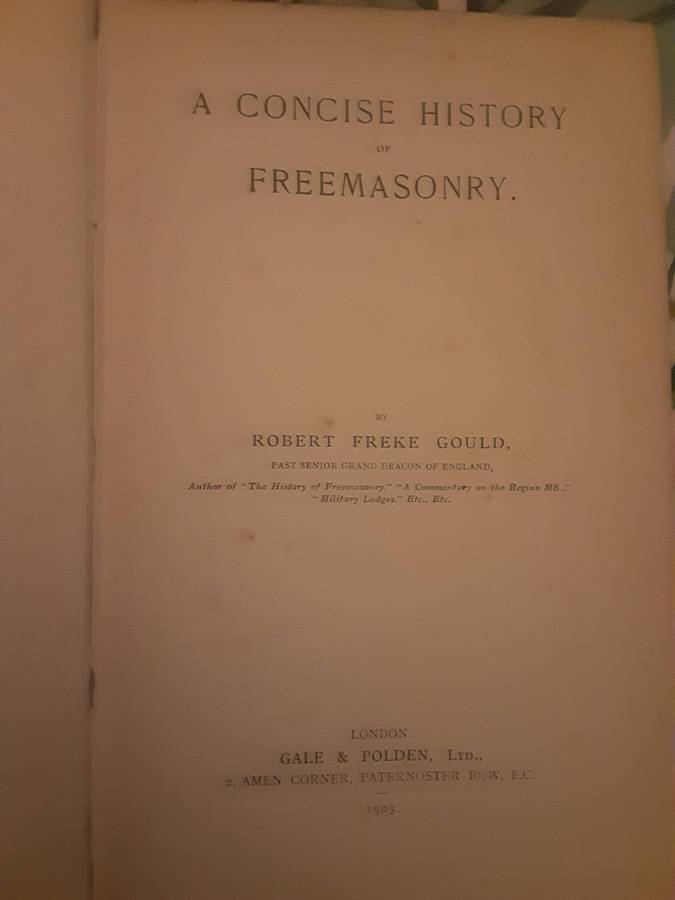 A CONCISE HISTORY
OF
FREEMASONRY.
BY
ROBERT FREKE GOULD,
PAST SENIOR GRAND DEACON OF ENGLAND,
Author of "The History of Freemasonry." "A Commentary on the Regius MS.,"
"Military Lodges." Etc., Etc.
LONDON:
GALE & POLDEN, LTD.,
2, AMEN CORNER, PATERNOSTER ROW, E.C.
1903.